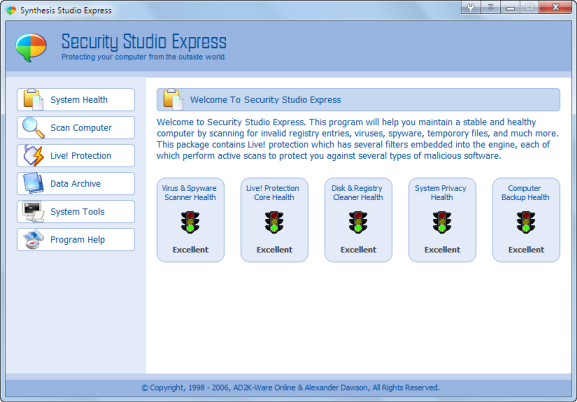 Synthesis Studio Express
Security Studio Express
Protecting your computer from the outside world.
System Health
Scan Computer
Live! Protection
Data Archive
System Tools
Program Help
Welcome To Security Studio Express
Welcome to Security Studio Express. This program will help you maintain a stable and healthy
computer by scanning for invalid registry entries, viruses, spyware, temporory files, and much more.
This package contains Live! protection which has several filters embedded into the engine, each of
which perform active scans to protect you against several types of malicious software.
Virus & Spyware
Scanner Health
Excellent
Live! Protection
Core Health
Excellent
Disk & Registry
Cleaner Health
Excellent
System Privacy
Health
Excellent
Computer
Backup Health
Excellent
© Copyright, 1998 - 2006, AD2K-Ware Online & Alexander Dawson, All Rights Reserved.